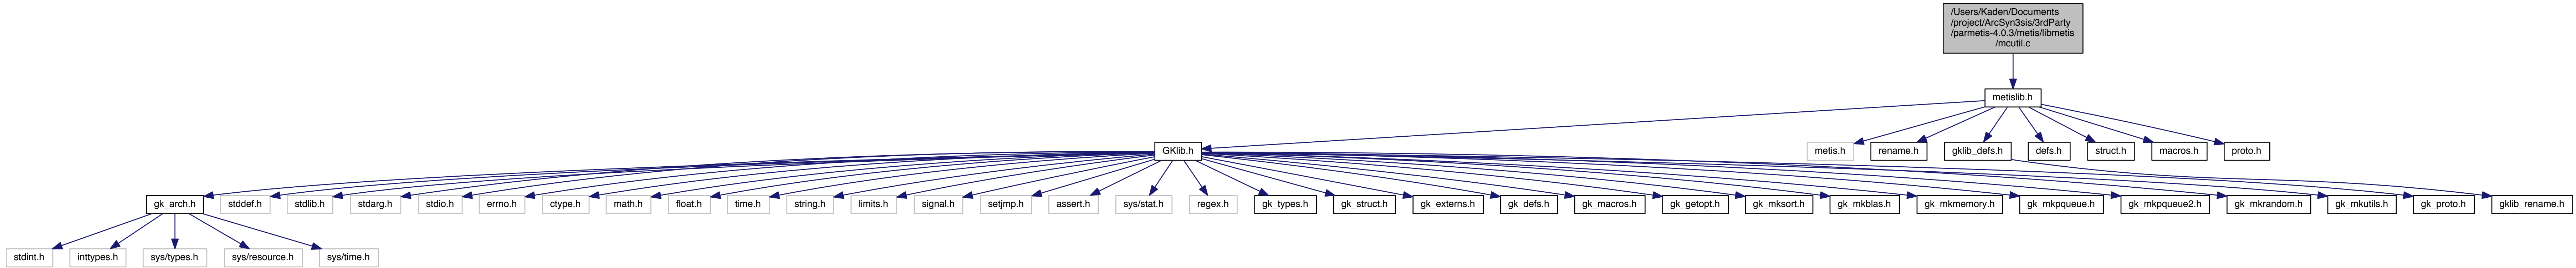 /Users/Kaden/Documents
/project/ArcSyn3sis/3rdParty
/parmetis-4.0.3/metis/libmetis
/mcutil.c
metislib.h
GKlib.h
metis.h
rename.h
gklib_defs.h
defs.h
struct.h
macros.h
proto.h
gk_arch.h
stddef.h
stdlib.h
stdarg.h
stdio.h
errno.h
ctype.h
math.h
float.h
time.h
string.h
limits.h
signal.h
setjmp.h
assert.h
sys/stat.h
regex.h
gk_types.h
gk_struct.h
gk_externs.h
gk_defs.h
gk_macros.h
gk_getopt.h
gk_mksort.h
gk_mkblas.h
gk_mkmemory.h
gk_mkpqueue.h
gk_mkpqueue2.h
gk_mkrandom.h
gk_mkutils.h
gk_proto.h
gklib_rename.h
stdint.h
inttypes.h
sys/types.h
sys/resource.h
sys/time.h